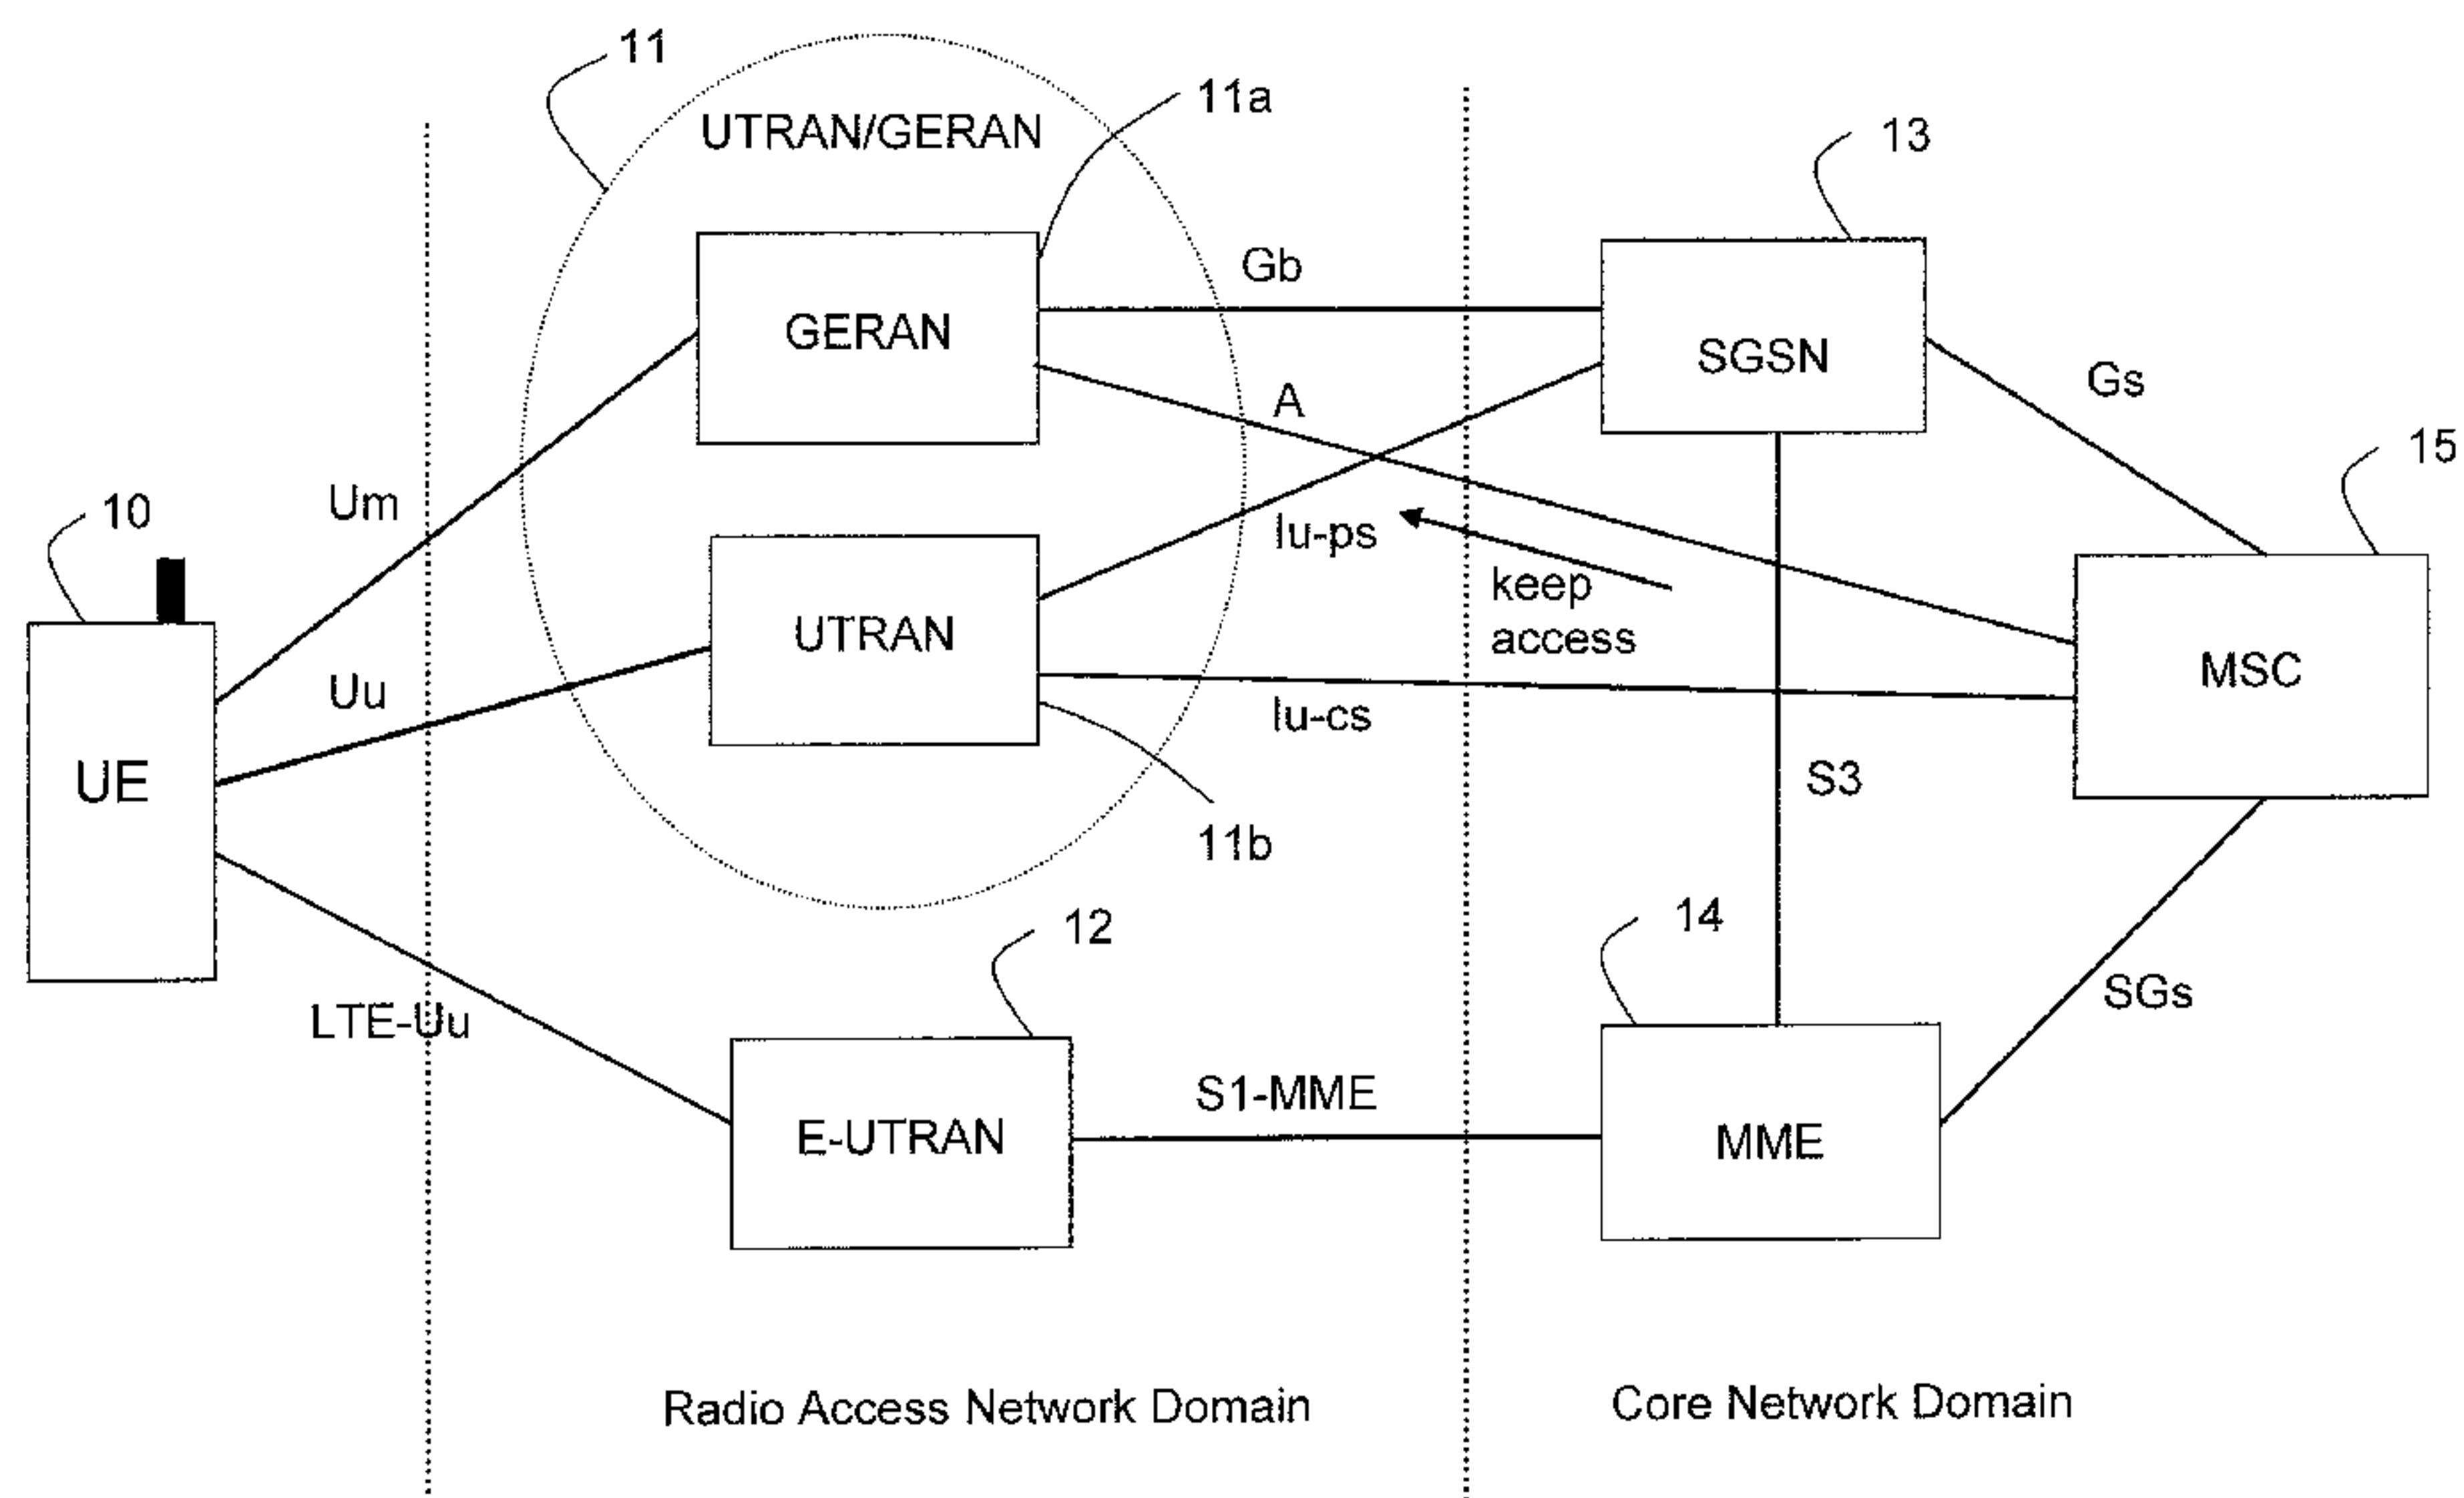 11
11a
UTRAN/GERAN
13
Gb
GERAN
SGSN
Gs
A
15
Um
10
Iu-ps
keep
access
UTRAN
MSC
Uu
Iu-cs
UE
S3
11b
12
14
SGs
LTE-Uu
S1-MME
E-UTRAN
MME
Radio Access Network Domain
Core Network Domain